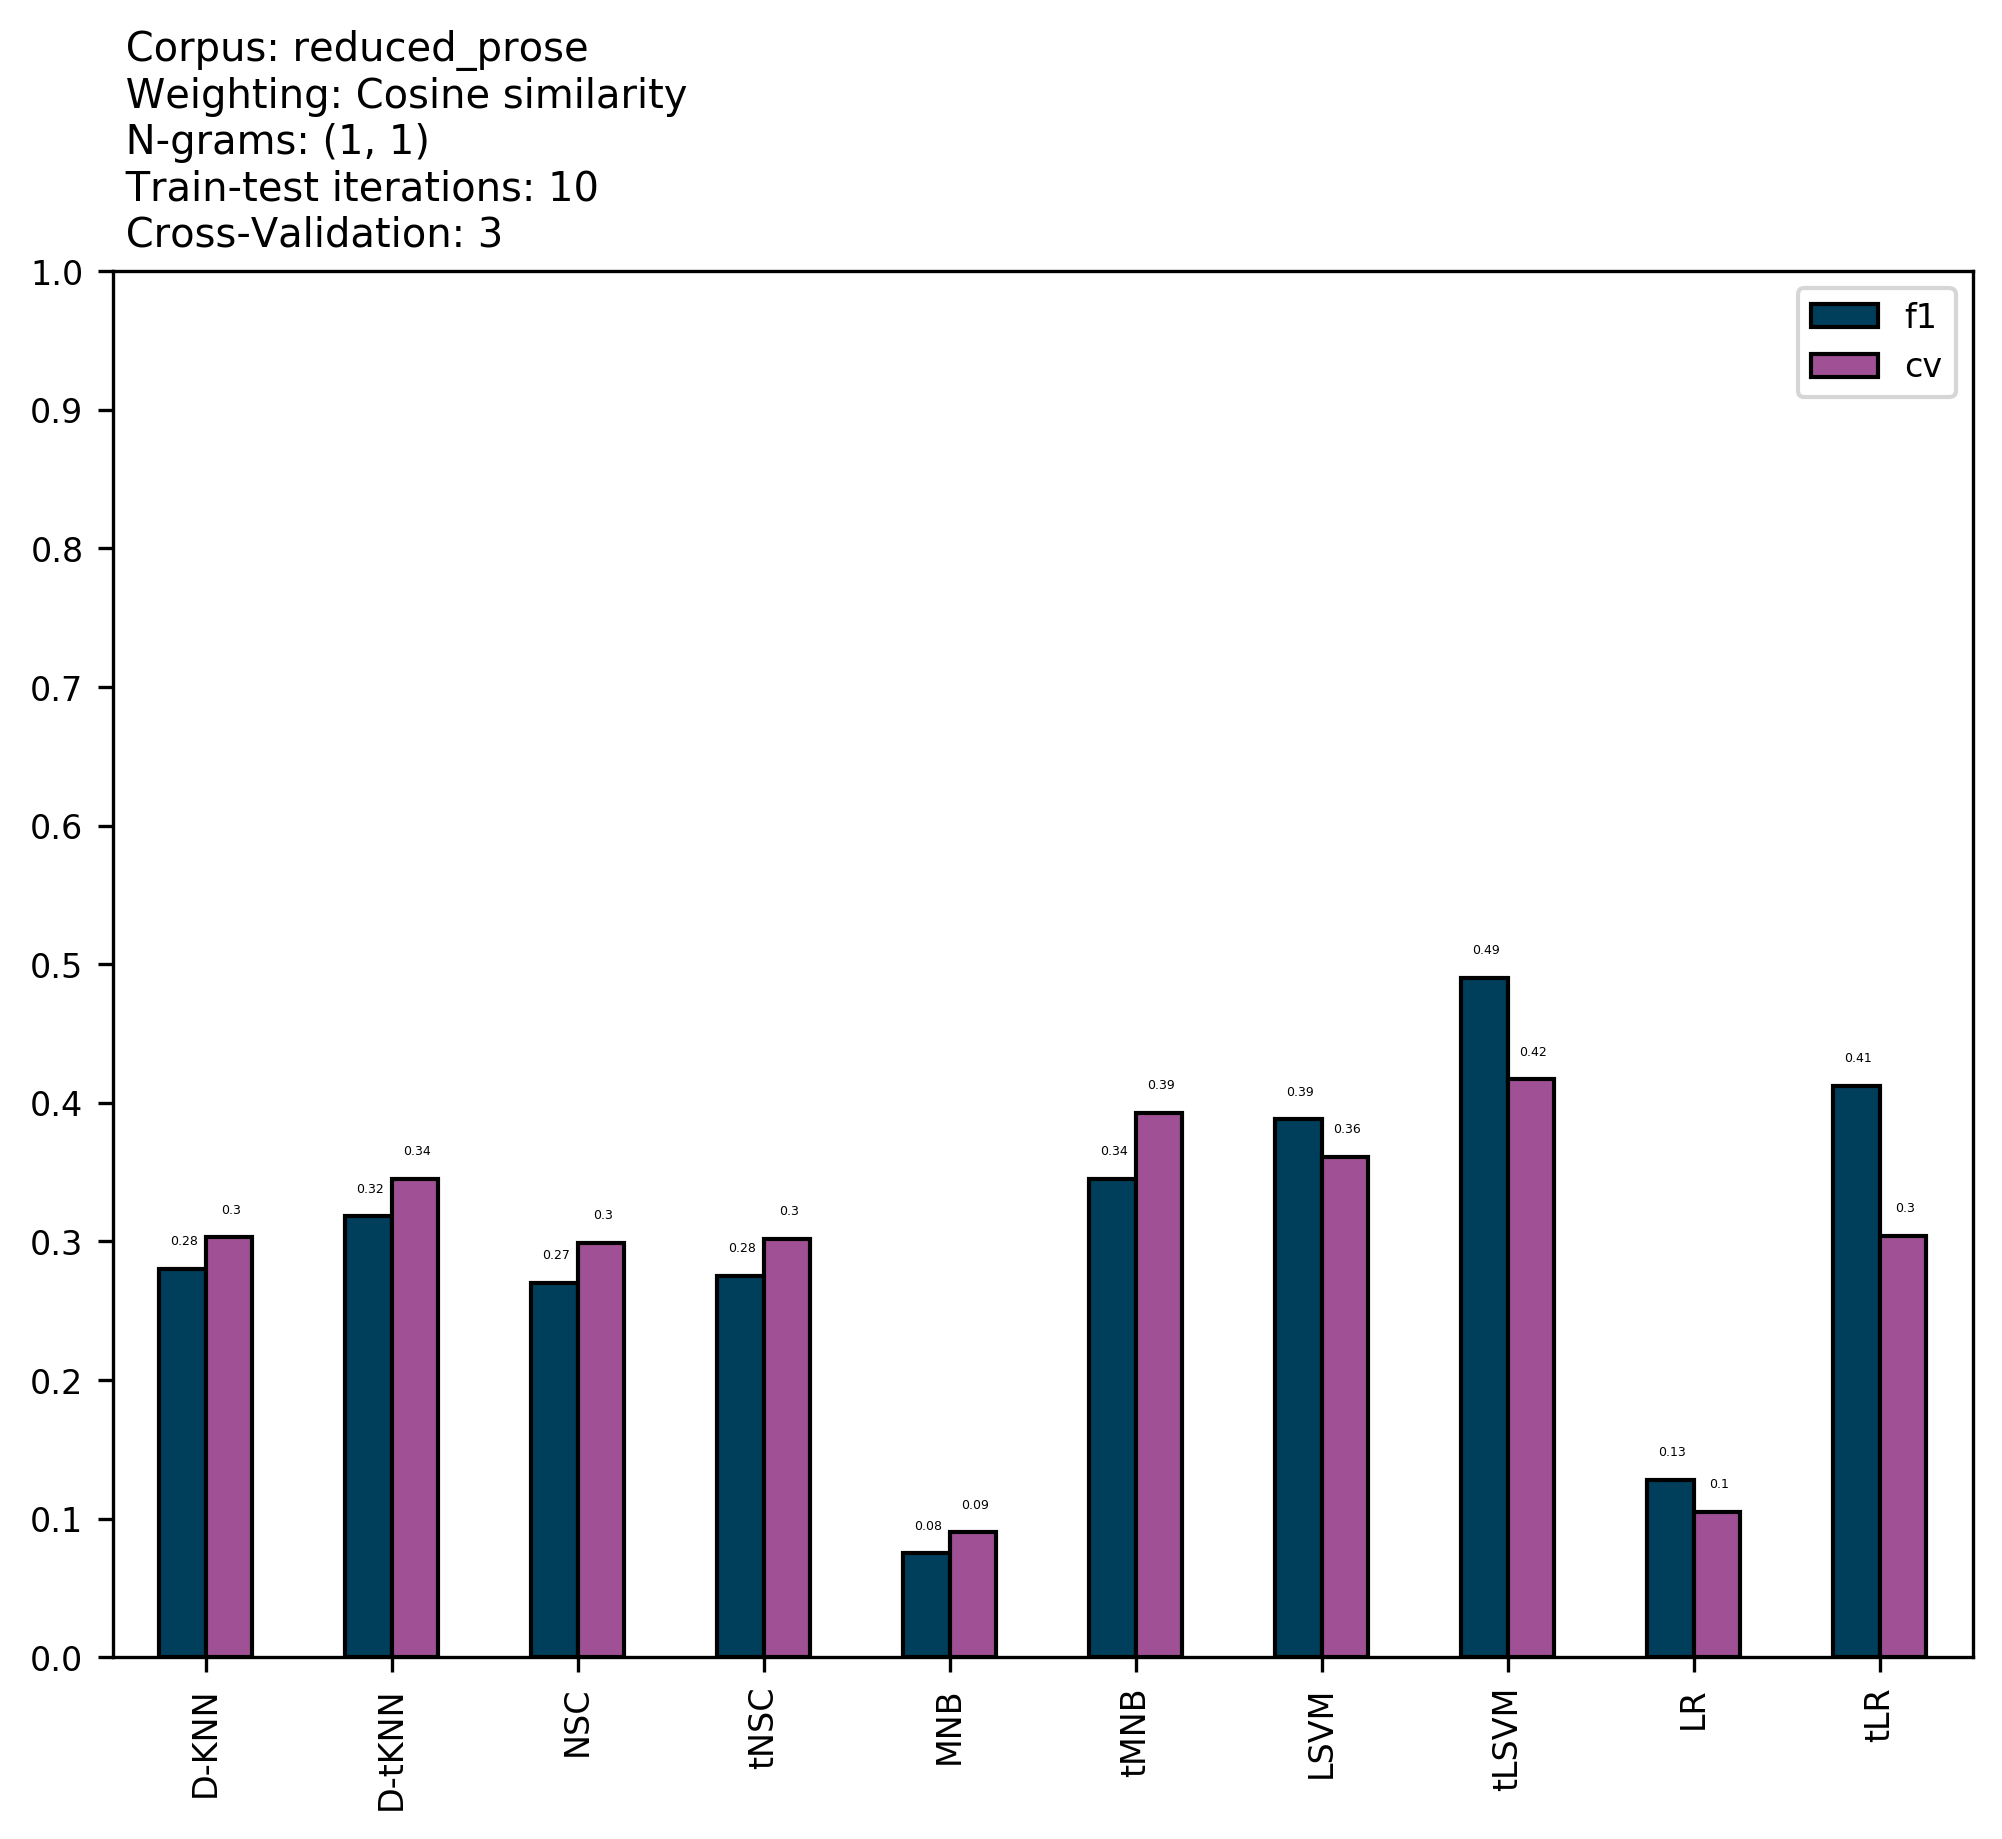 Corpus: reduced_prose
Weighting: Cosine similarity
N-grams: (1, 1)
Train-test iterations: 10
Cross-Validation: 3
1.0
0.9
0.8
0.7
0.6
0.5
0.4
0.3
0.2
0.1
0.0
f1
cv
0.28
0.3
0.32
0.34
0.27
0.3
0.28
0.3
0.08
0.09
0.34
0.39
0.39
0.36
0.49
0.42
0.13
0.1
0.41
0.3
D-KNN
D-tKNN
NSC
tNSC
MNB
tMNB
LSVM
tLSVM
LR
tLR